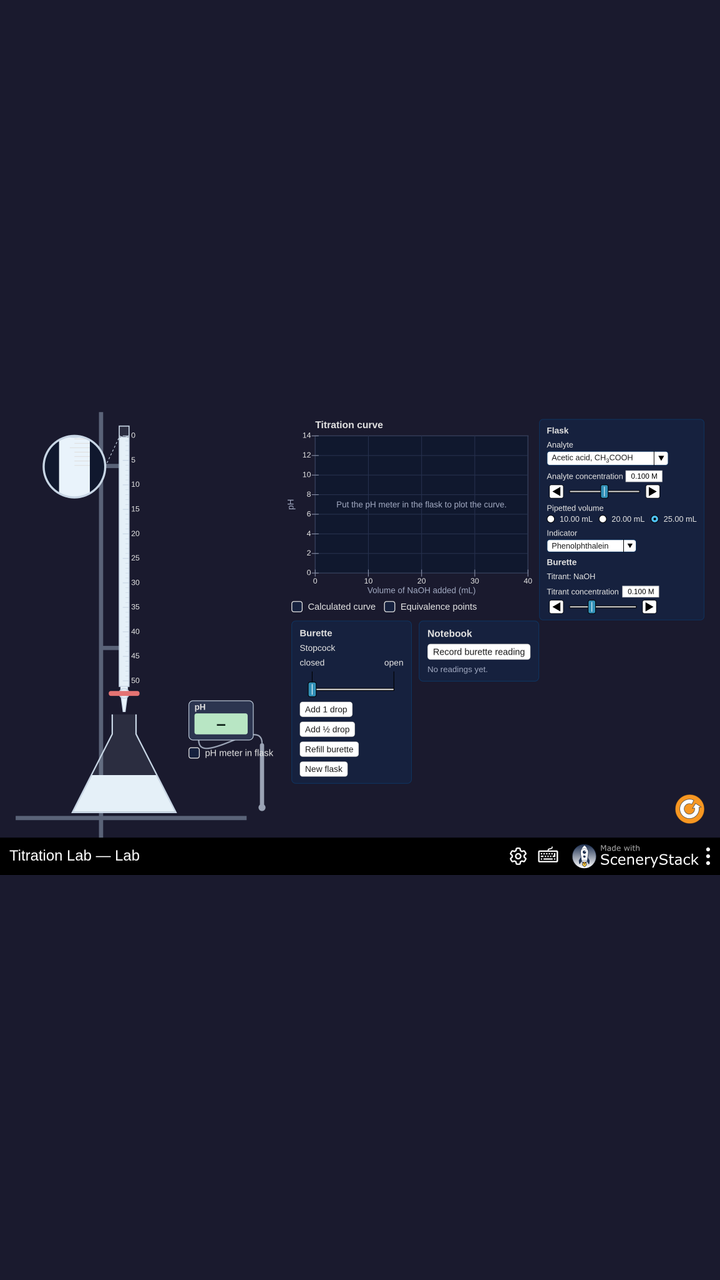 0
5
10
15
20
25
30
35
40
45
50
pH
–
pH meter in flask
Titration curve
14
12
10
8
6
4
2
0
pH
Put the pH meter in the flask to plot the curve.
0
10
20
30
40
Volume of NaOH added (mL)
Calculated curve
Equivalence points
Burette
Stopcock
closed
open
Add 1 drop
Add ½ drop
Refill burette
New flask
Notebook
Record burette reading
No readings yet.
Flask
Analyte
Acetic acid, CH₃COOH
Analyte concentration 0.100 M
Pipetted volume
10.00 mL 20.00 mL 25.00 mL
Indicator
Phenolphthalein
Burette
Titrant: NaOH
Titrant concentration 0.100 M
Titration Lab — Lab
Made with
SceneryStack